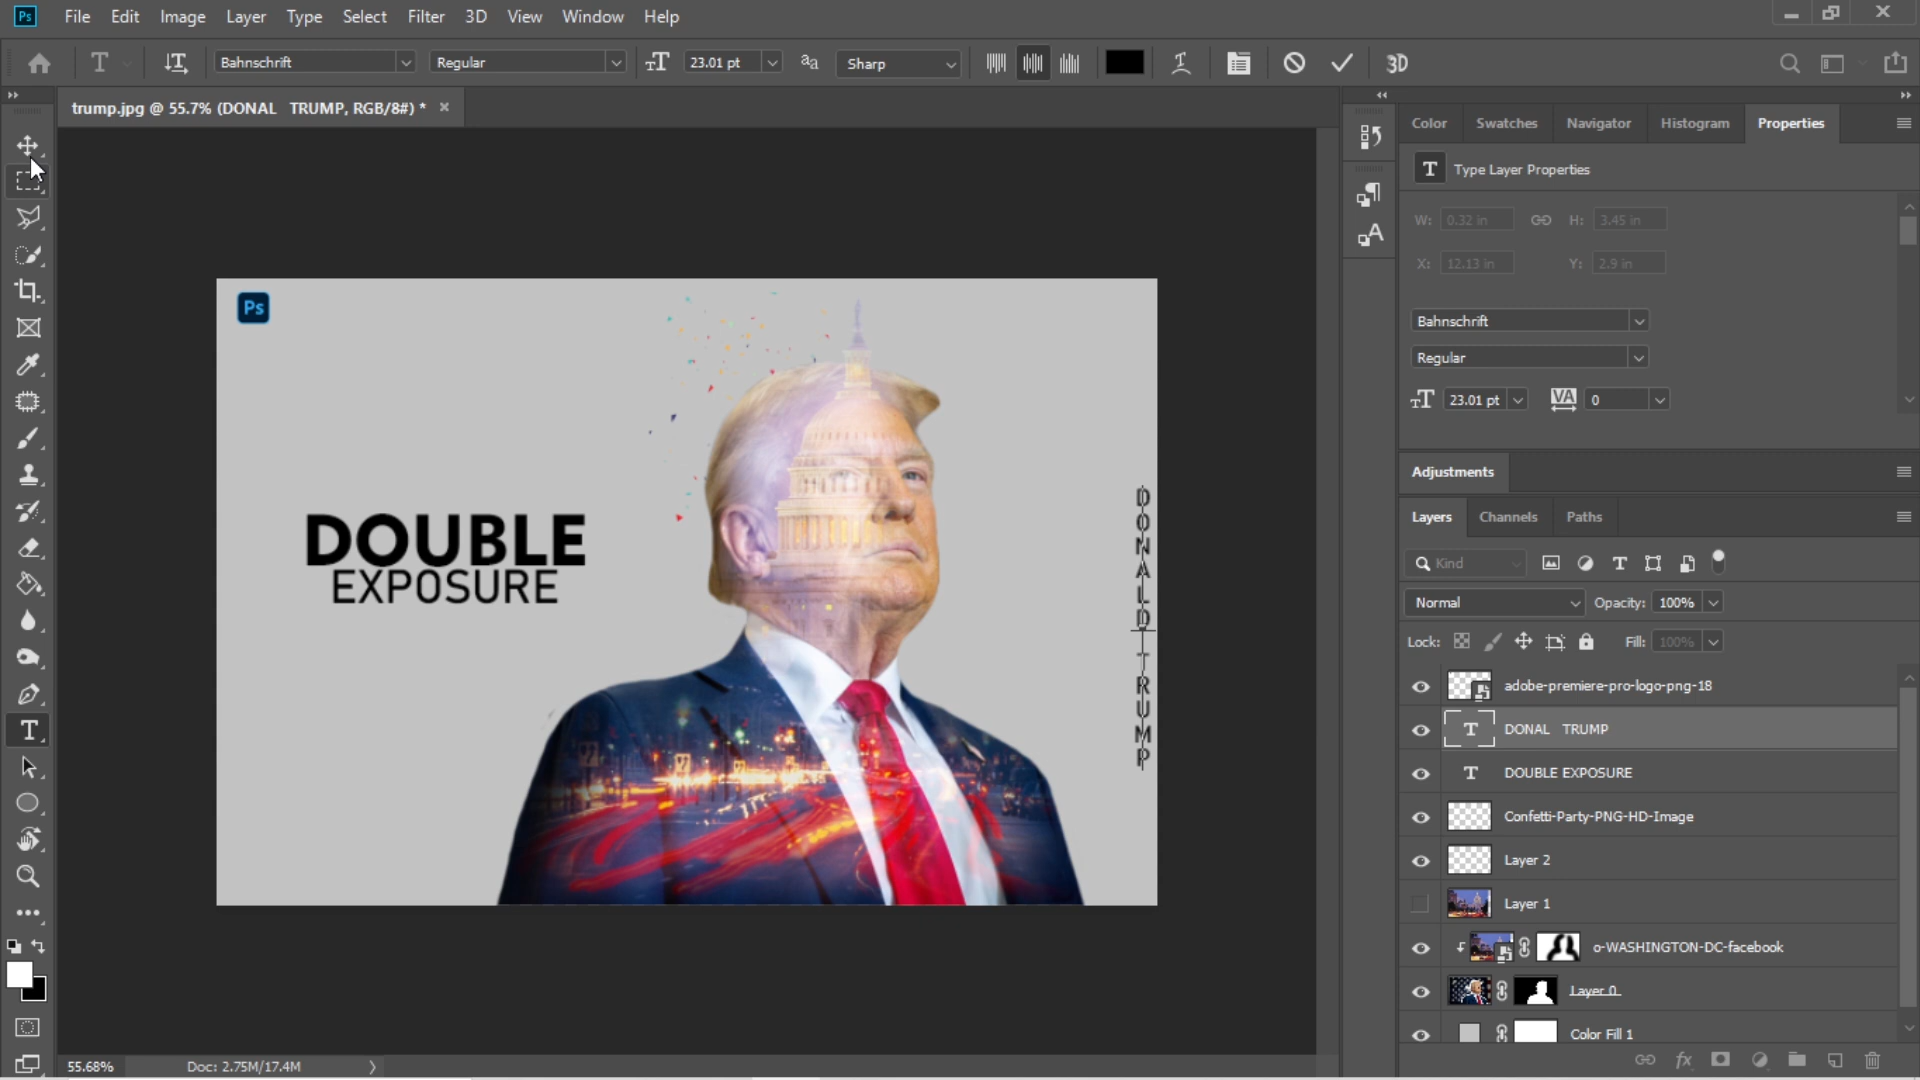 Ps File Edit Image Layer Type Select Filter 3D View Window Help
T T Bahnschrift Regular TT 23.01 pt aa Sharp 3D
trump.jpg @ 55.7% (DONAL TRUMP, RGB/8#) *
Color Swatches Navigator Histogram Properties
T Type Layer Properties
W: 0.32 in H: 3.45 in
X: 12.13 in Y: 2.9 in
Bahnschrift
Regular
TT 23.01 pt VA 0
Adjustments
Layers Channels Paths
Kind T
Normal Opacity: 100%
Lock: Fill: 100%
adobe-premiere-pro-logo-png-18
T DONAL TRUMP
T DOUBLE EXPOSURE
Confetti-Party-PNG-HD-Image
Layer 2
Layer 1
o-WASHINGTON-DC-facebook
Layer 0
Color Fill 1
fx
Ps
DOUBLE
EXPOSURE
DONALD TRUMP
A
T
55.68% Doc: 2.75M/17.4M